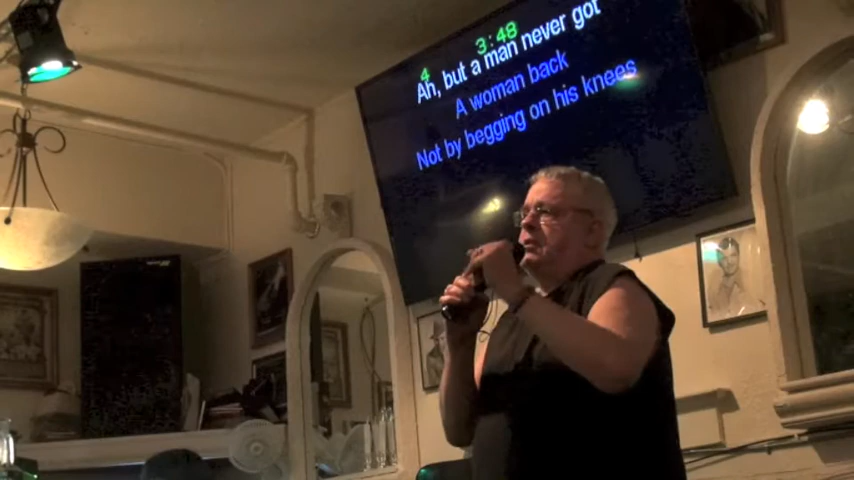 4 3:48
Ah, but a man never got
A woman back
Not by begging on his knees